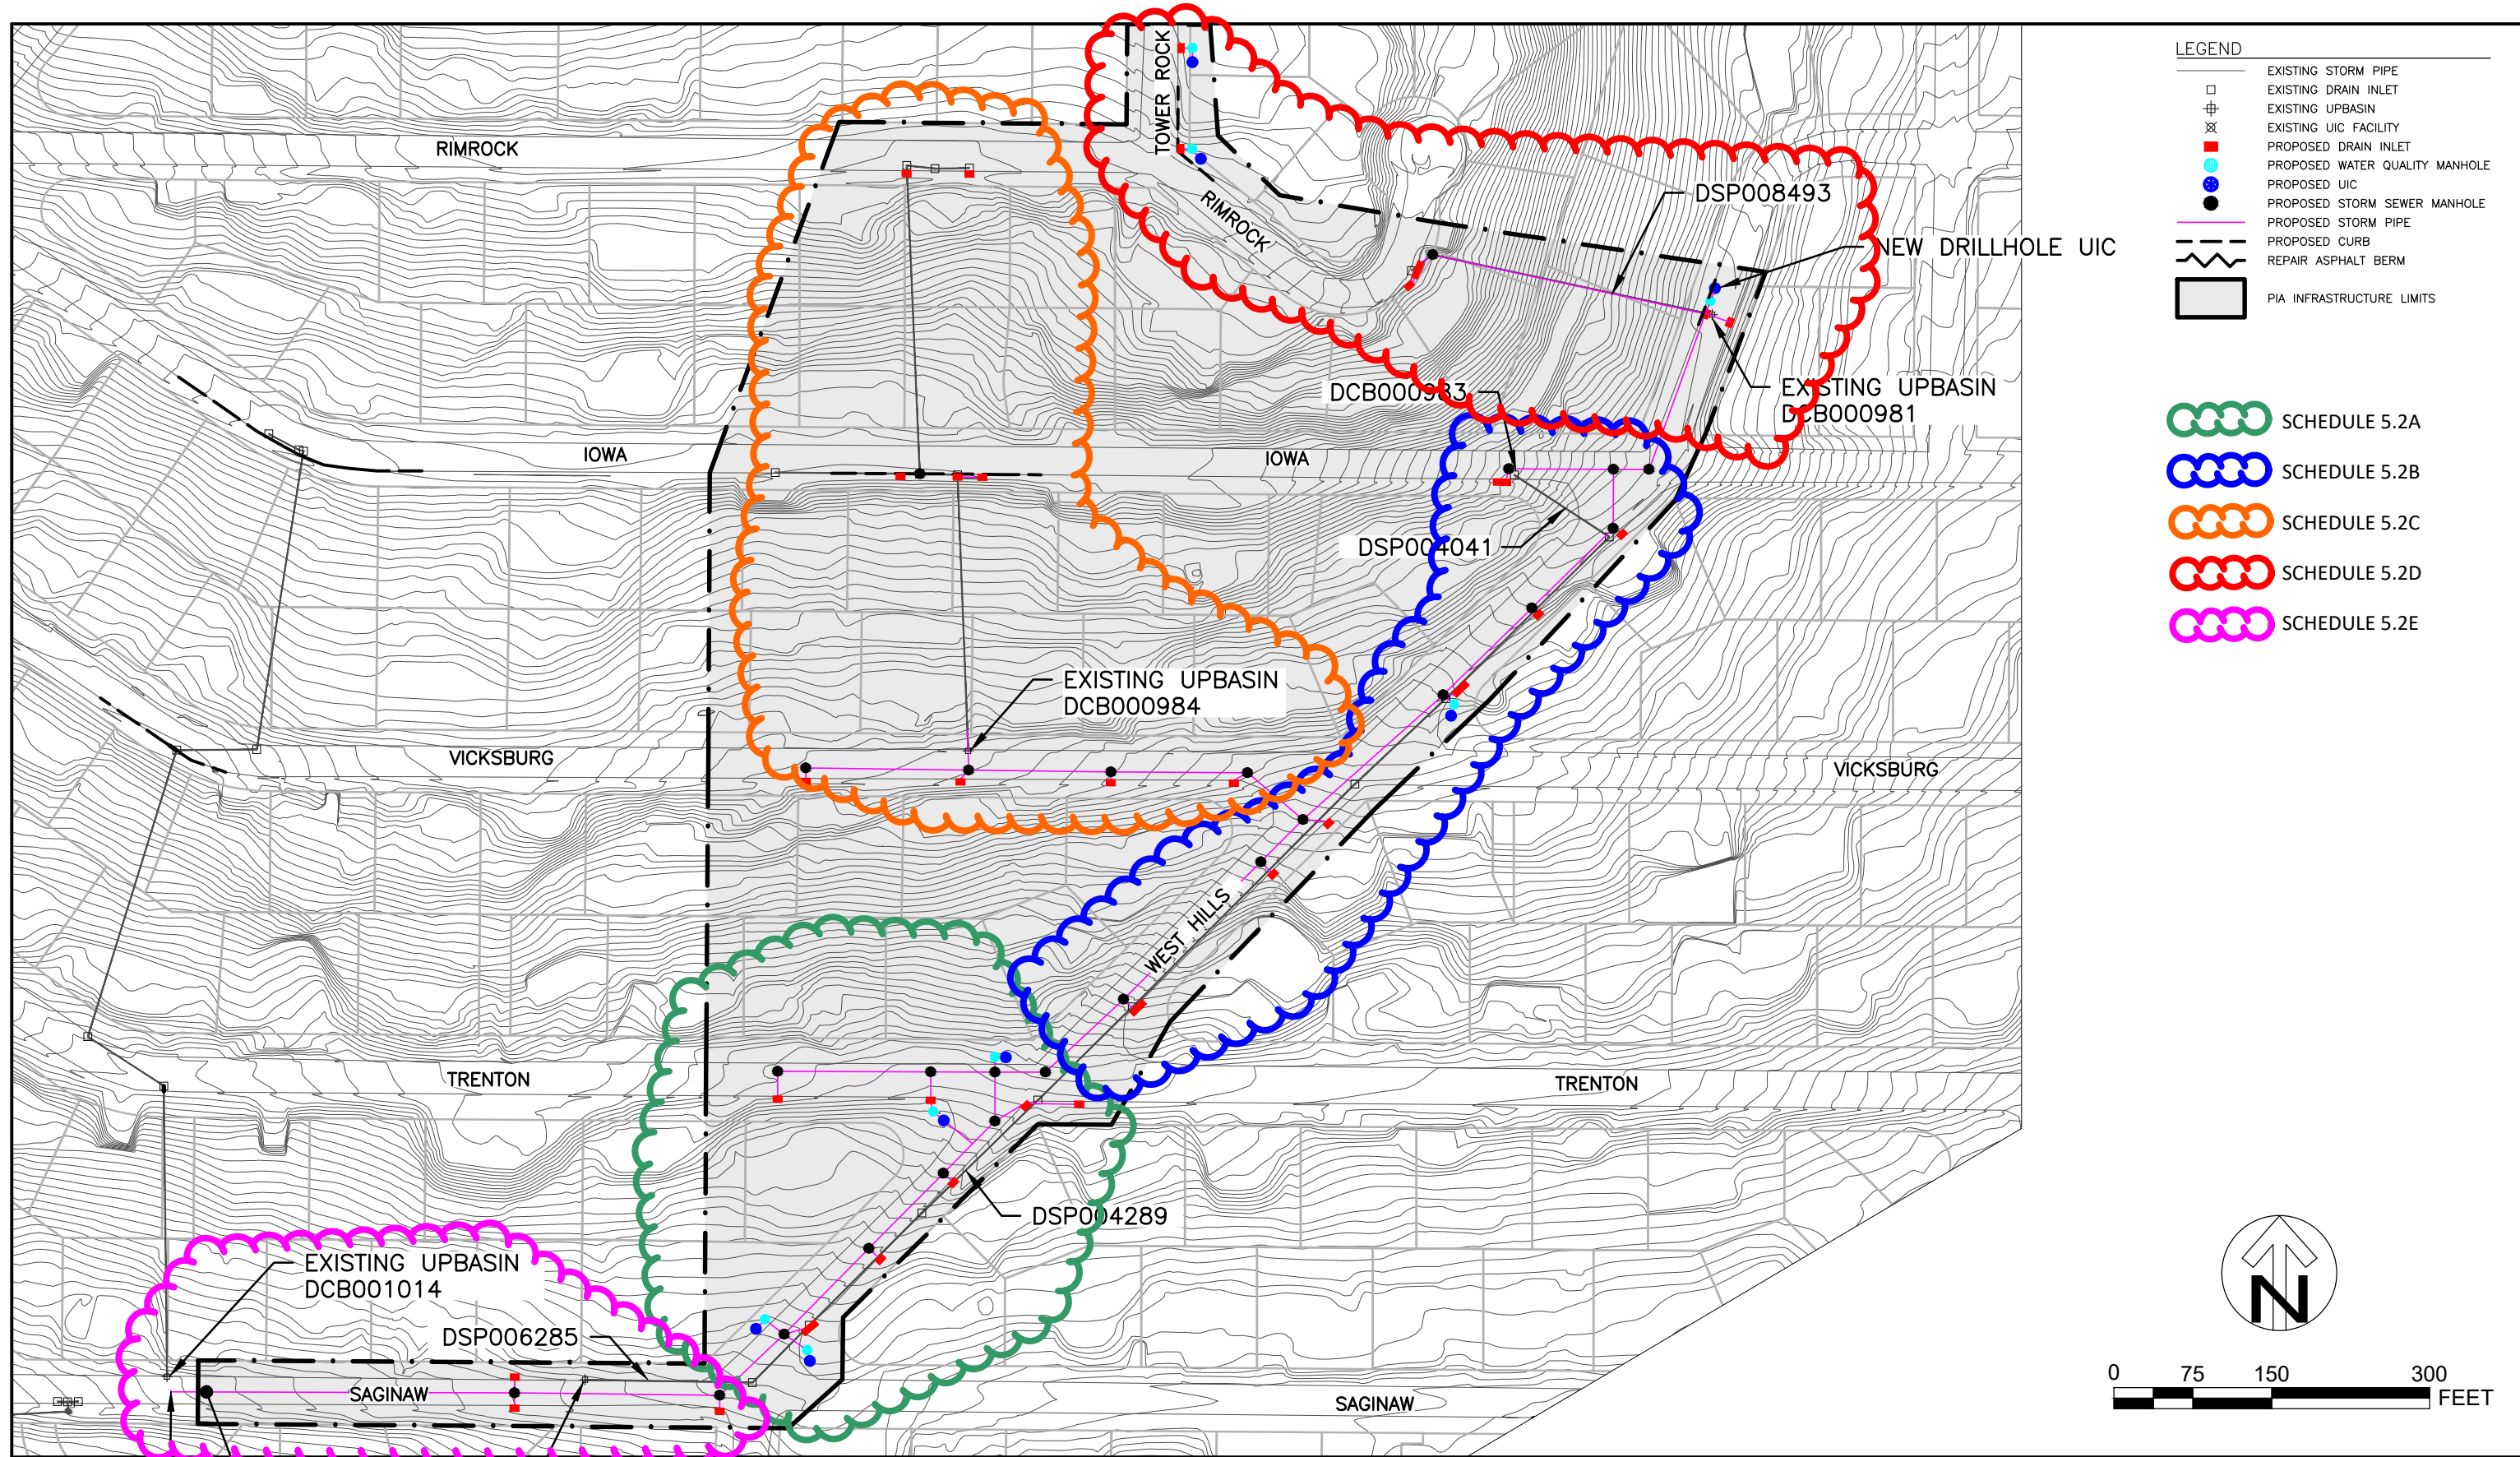 TOWER ROCK
RIMROCK
RIMROCK
DSP008493
NEW DRILLHOLE UIC
DCB000983
EXISTING UPBASIN
DCB000981
IOWA
IOWA
DSP004041
EXISTING UPBASIN
DCB000984
VICKSBURG
VICKSBURG
WEST HILLS
TRENTON
TRENTON
DSP004289
EXISTING UPBASIN
DCB001014
DSP006285
SAGINAW
SAGINAW
LEGEND
EXISTING STORM PIPE
EXISTING DRAIN INLET
EXISTING UPBASIN
EXISTING UIC FACILITY
PROPOSED DRAIN INLET
PROPOSED WATER QUALITY MANHOLE
PROPOSED UIC
PROPOSED STORM SEWER MANHOLE
PROPOSED STORM PIPE
PROPOSED CURB
REPAIR ASPHALT BERM
PIA INFRASTRUCTURE LIMITS
SCHEDULE 5.2A
SCHEDULE 5.2B
SCHEDULE 5.2C
SCHEDULE 5.2D
SCHEDULE 5.2E
N
0 75 150 300
FEET